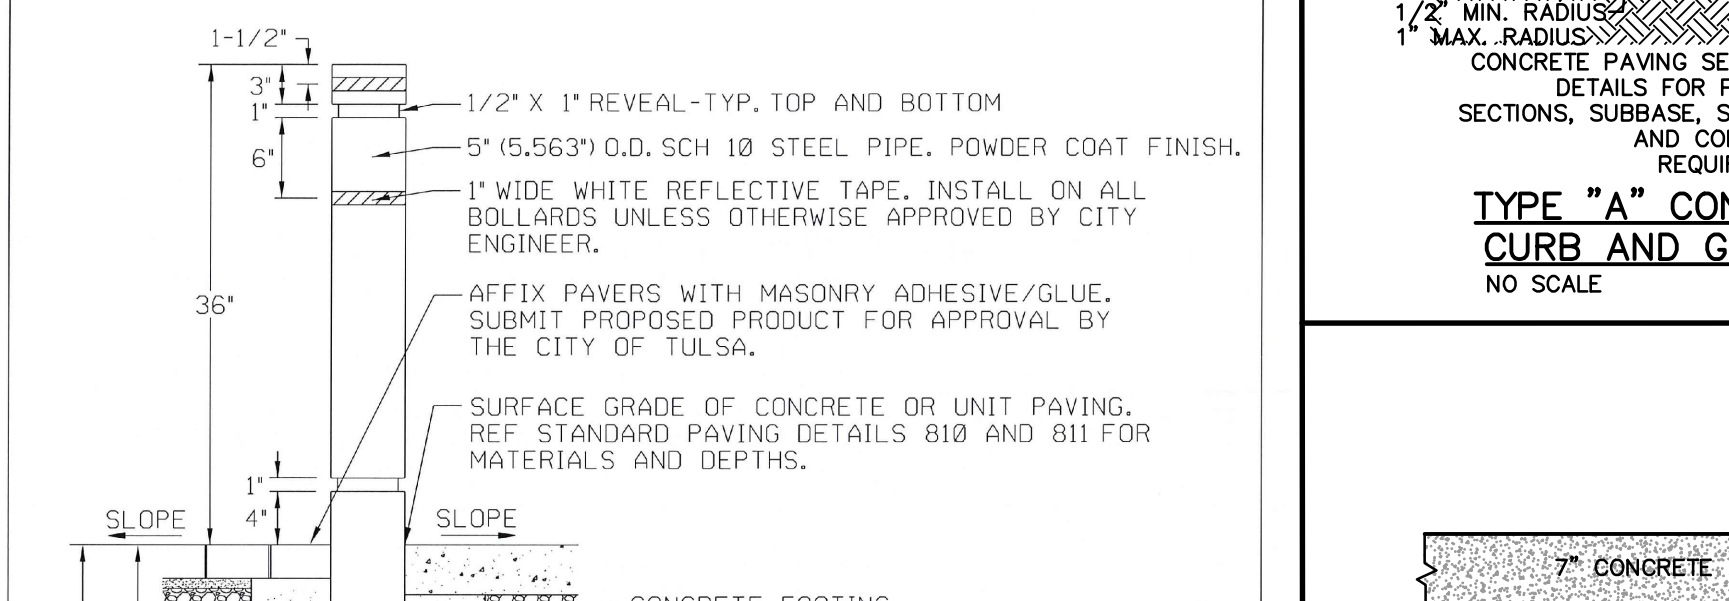 1-1/2"
3"
1"
6"
36"
1"
4"
SLOPE
SLOPE
1/2" X 1" REVEAL-TYP. TOP AND BOTTOM
5" (5.563") O.D. SCH 10 STEEL PIPE. POWDER COAT FINISH.
1" WIDE WHITE REFLECTIVE TAPE. INSTALL ON ALL
BOLLARDS UNLESS OTHERWISE APPROVED BY CITY
ENGINEER.
AFFIX PAVERS WITH MASONRY ADHESIVE/GLUE.
SUBMIT PROPOSED PRODUCT FOR APPROVAL BY
THE CITY OF TULSA.
SURFACE GRADE OF CONCRETE OR UNIT PAVING.
REF STANDARD PAVING DETAILS 810 AND 811 FOR
MATERIALS AND DEPTHS.
CONCRETE FOOTING
1/2" MIN. RADIUS
1" MAX. RADIUS
CONCRETE PAVING SE
DETAILS FOR
SECTIONS, SUBBASE, S
AND CO
REQUI
TYPE "A" CON
CURB AND G
NO SCALE
7" CONCRETE